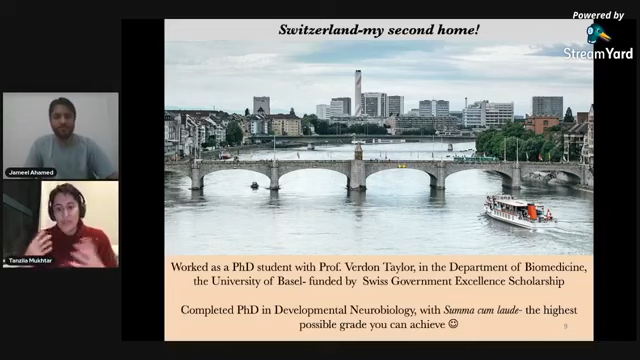 Powered by
StreamYard
Switzerland-my second home!
Jameel Ahamed
Tanzila Mukhtar
Worked as a PhD student with Prof. Verdon Taylor, in the Department of Biomedicine,
the University of Basel- funded by Swiss Government Excellence Scholarship
Completed PhD in Developmental Neurobiology, with Summa cum laude- the highest
possible grade you can achieve ☺
9